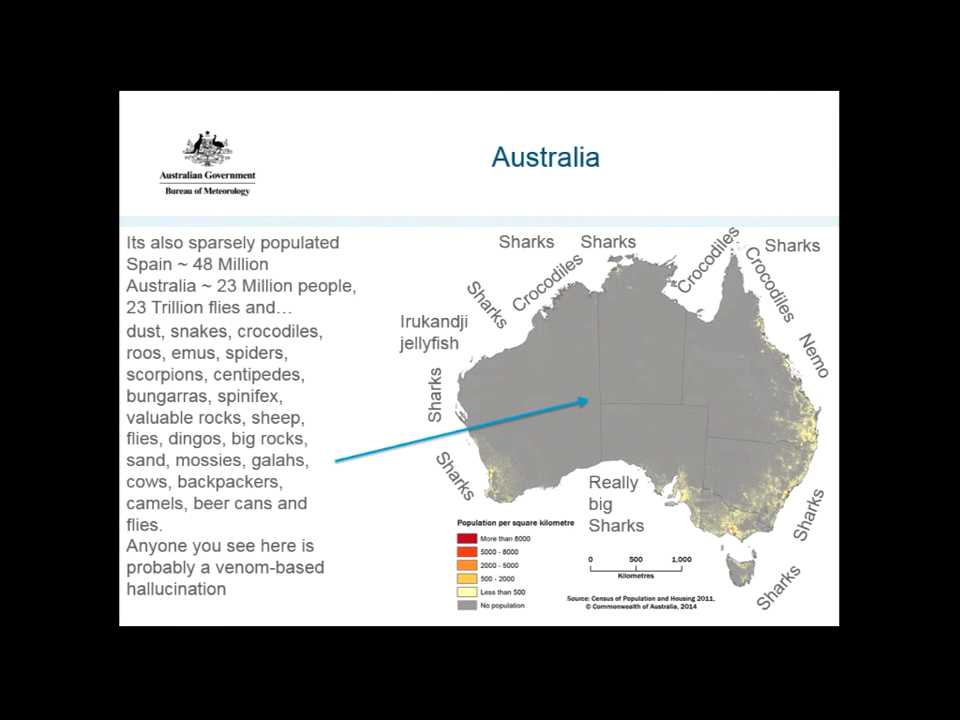 Australian Government
Bureau of Meteorology
Australia
Its also sparsely populated
Spain ~ 48 Million
Australia ~ 23 Million people,
23 Trillion flies and…
dust, snakes, crocodiles,
roos, emus, spiders,
scorpions, centipedes,
bungarras, spinifex,
valuable rocks, sheep,
flies, dingos, big rocks,
sand, mossies, galahs,
cows, backpackers,
camels, beer cans and
flies.
Anyone you see here is
probably a venom-based
hallucination
Sharks
Sharks
Crocodiles
Sharks
Crocodiles
Crocodiles
Sharks
Irukandji
jellyfish
Nemo
Sharks
Sharks
Really
big
Sharks
Sharks
Sharks
Population per square kilometre
More than 8000
5000 - 8000
2000 - 5000
500 - 2000
Less than 500
No population
0 500 1,000
Kilometres
Source: Census of Population and Housing 2011,
© Commonwealth of Australia, 2014